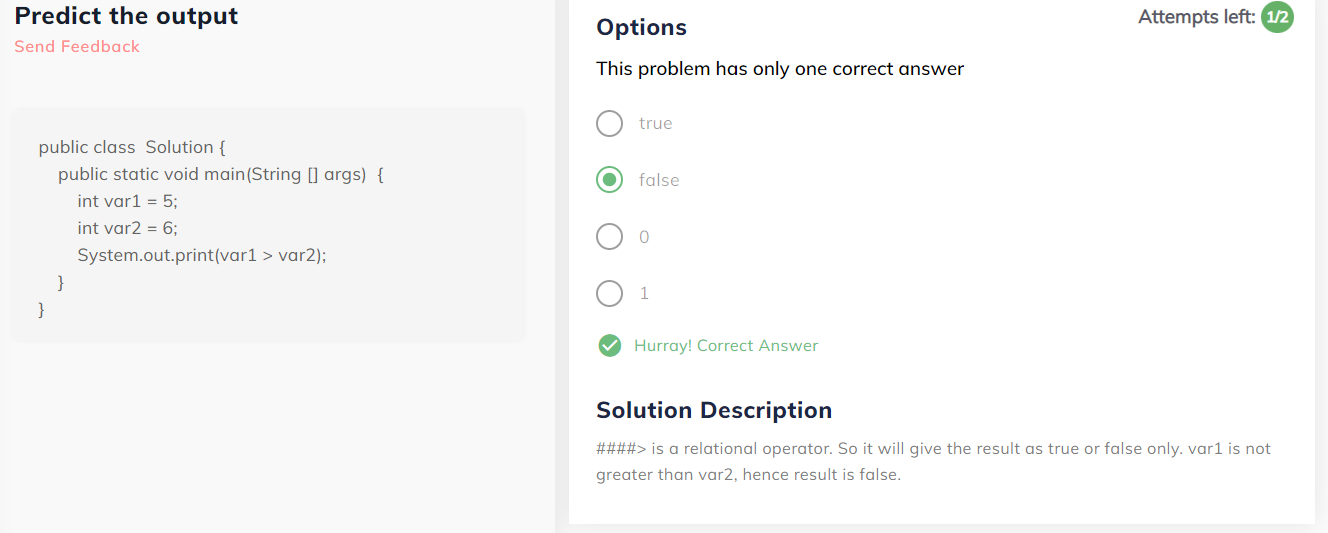 Predict the output
Send Feedback
public class  Solution {
    public static void main(String [] args)  {
        int var1 = 5;
        int var2 = 6;
        System.out.print(var1 > var2);
    }
}
Attempts left: 1/2
Options
This problem has only one correct answer
true
false
0
1
Hurray! Correct Answer
Solution Description
####> is a relational operator. So it will give the result as true or false only. var1 is not
greater than var2, hence result is false.